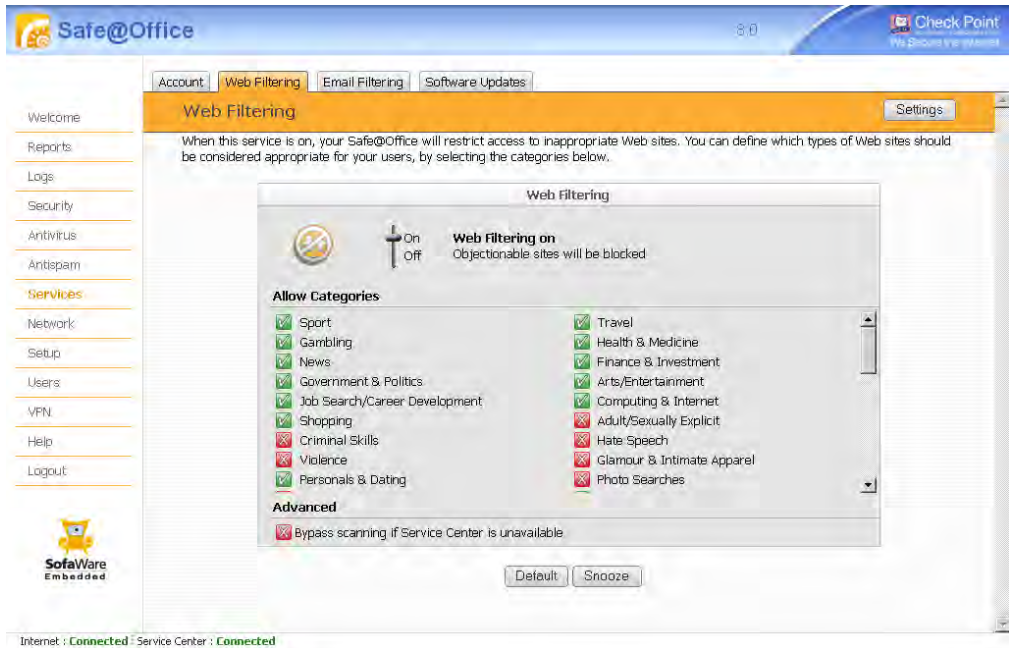 Safe@Office
8.0
Check Point
We Secure the Internet
Account Web Filtering Email Filtering Software Updates
Web Filtering
Settings
When this service is on, your Safe@Office will restrict access to inappropriate Web sites. You can define which types of Web sites should
be considered appropriate for your users, by selecting the categories below.
Welcome
Reports
Logs
Security
Antivirus
Antispam
Services
Network
Setup
Users
VPN
Help
Logout
SofaWare
Embedded
Web Filtering
On
Off
Web Filtering on
Objectionable sites will be blocked
Allow Categories
Sport
Gambling
News
Government & Politics
Job Search/Career Development
Shopping
Criminal Skills
Violence
Personals & Dating
Travel
Health & Medicine
Finance & Investment
Arts/Entertainment
Computing & Internet
Adult/Sexually Explicit
Hate Speech
Glamour & Intimate Apparel
Photo Searches
Advanced
Bypass scanning if Service Center is unavailable
Default Snooze
Internet : Connected Service Center : Connected